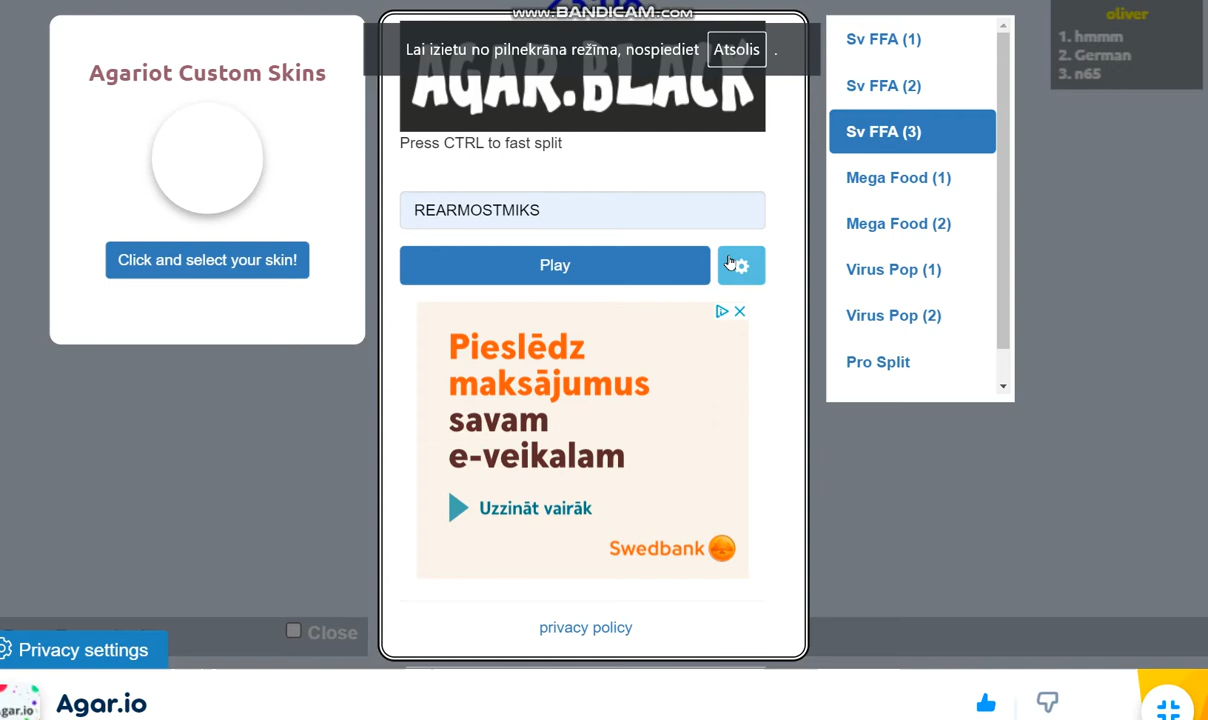 www.BANDICAM.com
Lai izietu no pilnekrāna režīma, nospiediet Atsolis .
AGAR.BLACK
Press CTRL to fast split
REARMOSTMIKS
Play
Pieslēdz
maksājumus
savam
e-veikalam
Uzzināt vairāk
Swedbank
privacy policy
Agariot Custom Skins
Click and select your skin!
Sv FFA (1)
Sv FFA (2)
Sv FFA (3)
Mega Food (1)
Mega Food (2)
Virus Pop (1)
Virus Pop (2)
Pro Split
oliver
1. hmmm
2. German
3. n65
Close
Privacy settings
gar.io
Agar.io